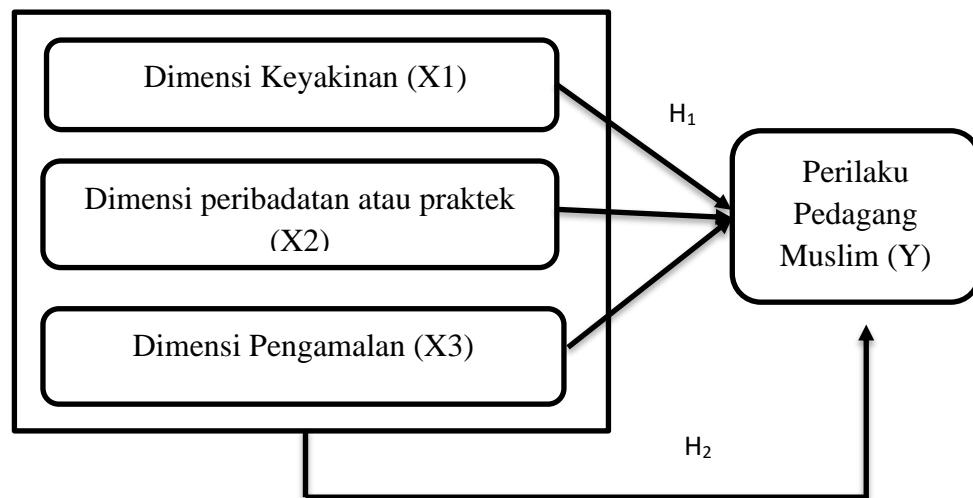 Dimensi Keyakinan (X1)
H₁
Dimensi peribadatan atau praktek
(X2)
Perilaku
Pedagang
Muslim (Y)
Dimensi Pengamalan (X3)
H₂